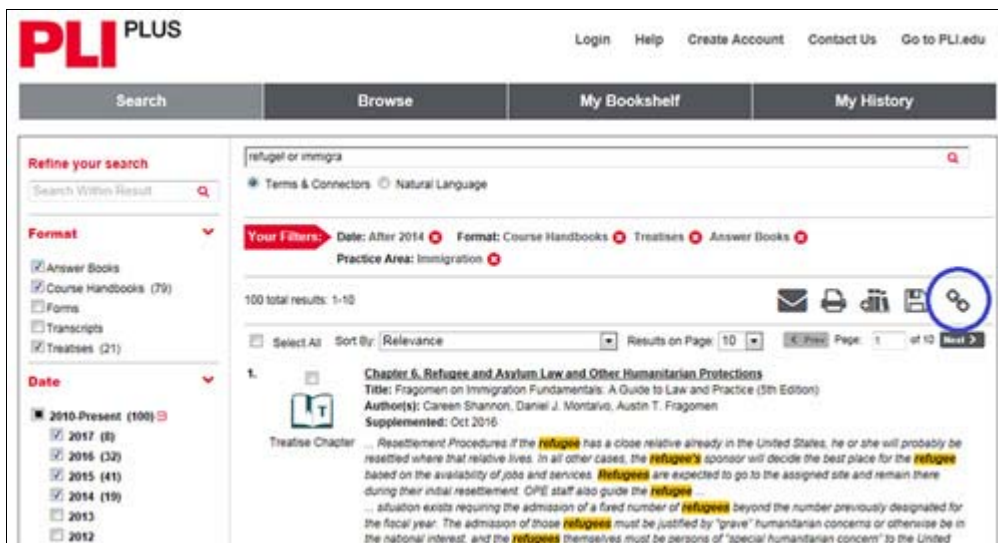 PLI PLUS
Login Help Create Account Contact Us Go to PLI.edu
Search Browse My Bookshelf My History
Refine your search
Search Within Result
refugel or immigra
Terms & Connectors Natural Language
Format
Answer Books
Course Handbooks (79)
Forms
Transcripts
Treatises (21)
Your Filters: Date: After 2014 Format: Course Handbooks Treatises Answer Books
Practice Area: Immigration
100 total results: 1-10
Select All Sort By: Relevance Results on Page: 10 Prev Page: 1 of 10 Next
Date
2010-Present (100)
2017 (8)
2016 (32)
2015 (41)
2014 (19)
2013
2012
1. Chapter 6. Refugee and Asylum Law and Other Humanitarian Protections
Title: Fragomen on Immigration Fundamentals: A Guide to Law and Practice (5th Edition)
Author(s): Careen Shannon, Daniel J. Montalvo, Austin T. Fragomen
Supplemented: Oct 2016
T
Treatise Chapter
... Resettlement Procedures If the refugee has a close relative already in the United States, he or she will probably be
resettled where that relative lives. In all other cases, the refugee's sponsor will decide the best place for the refugee
based on the availability of jobs and services. Refugees are expected to go to the assigned site and remain there
during their initial resettlement. OPE staff also guide the refugee ...
... situation exists requiring the admission of a fixed number of refugees beyond the number previously designated for
the fiscal year. The admission of those refugees must be justified by "grave" humanitarian concerns or otherwise be in
the national interest, and the refugees themselves must be persons of "special humanitarian concern" to the United